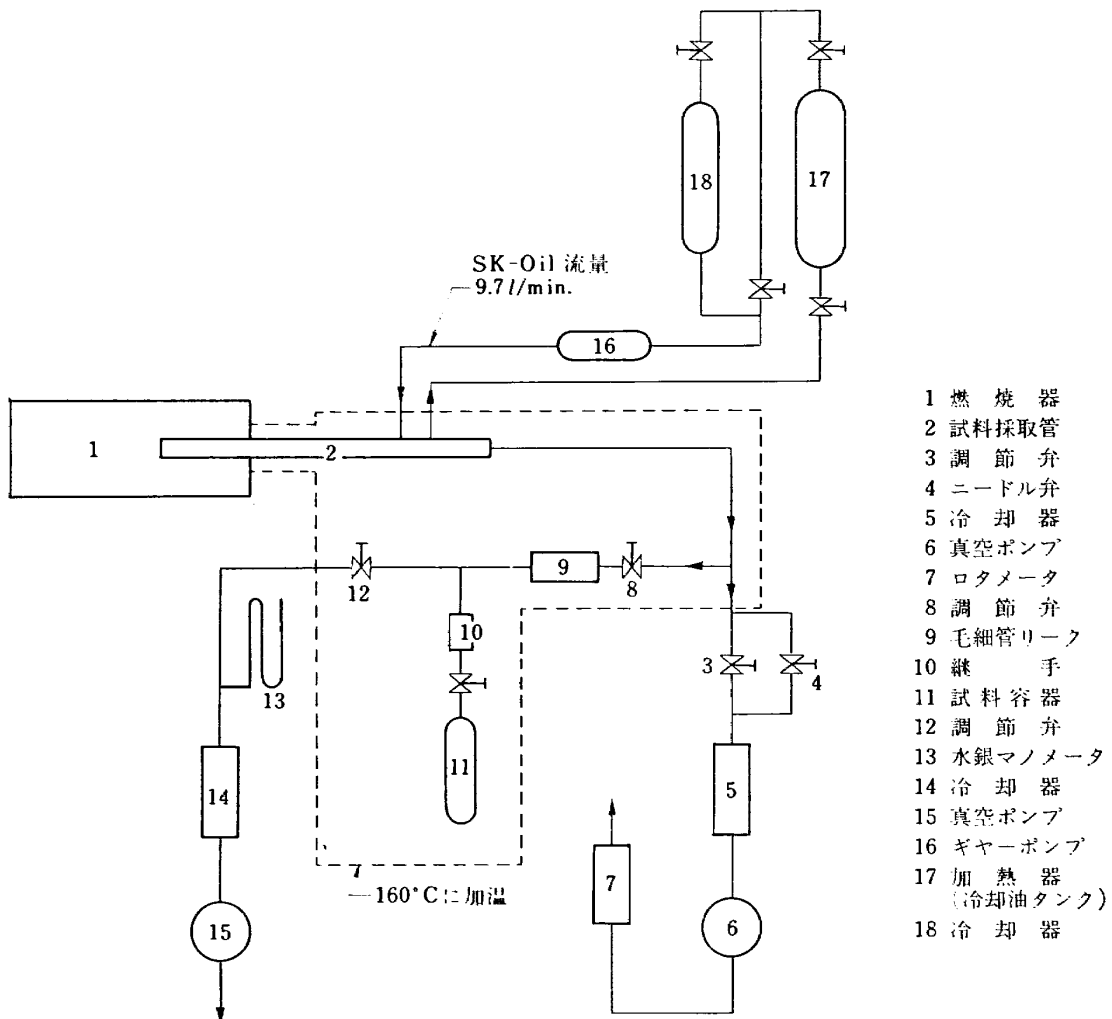 18
17
SK-Oil 流量
9.7l/min.
16
1
2
9
8
12
10
3
4
13
11
5
14
7
160°Cに加温
15
6
1 燃焼器
2 試料採取管
3 調節弁
4 ニードル弁
5 冷却器
6 真空ポンプ
7 ロタメータ
8 調節弁
9 毛細管リーク
10 継手
11 試料容器
12 調節弁
13 水銀マノメータ
14 冷却器
15 真空ポンプ
16 ギヤーポンプ
17 加熱器
(冷却油タンク)
18 冷却器